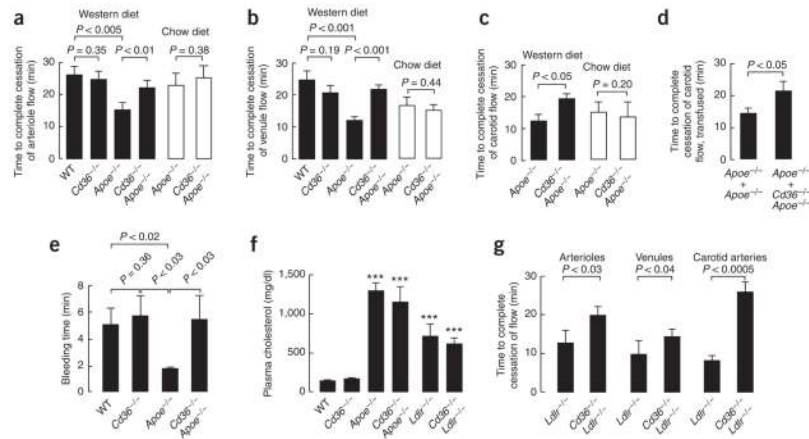 a
Western diet
P < 0.005
Chow diet
P = 0.35
P < 0.01
P = 0.38
Time to complete cessation
of arteriole flow (min)
40
30
20
10
0
WT
Cd36–/–
Apoe–/–
Cd36–/–
Apoe–/–
Apoe–/–
Cd36–/–
Apoe–/–
b
Western diet
P < 0.001
P = 0.19
P < 0.001
Chow diet
P = 0.44
Time to complete cessation
of venule flow (min)
40
30
20
10
0
WT
Cd36–/–
Apoe–/–
Cd36–/–
Apoe–/–
Apoe–/–
Cd36–/–
Apoe–/–
c
Western diet
P < 0.05
Chow diet
P = 0.20
Time to complete cessation
of carotid flow (min)
40
30
20
10
0
Apoe–/–
Cd36–/–
Apoe–/–
Apoe–/–
Cd36–/–
Apoe–/–
d
P < 0.05
Time to complete
cessation of carotid
flow, transfused (min)
30
20
10
0
Apoe–/–
+
Apoe–/–
Apoe–/–
+
Cd36–/–
Apoe–/–
e
P < 0.02
P = 0.36
P < 0.03
P < 0.03
Bleeding time (min)
10
8
6
4
2
0
WT
Cd36–/–
Apoe–/–
Cd36–/–
Apoe–/–
f
Plasma cholesterol (mg/dl)
1,500
1,000
500
0
***
***
***
***
WT
Cd36–/–
Apoe–/–
Cd36–/–
Apoe–/–
Ldlr–/–
Cd36–/–
Ldlr–/–
g
Arterioles
P < 0.03
Venules
P < 0.04
Carotid arteries
P < 0.0005
Time to complete
cessation of flow (min)
30
20
10
0
Ldlr–/–
Cd36–/–
Ldlr–/–
Ldlr–/–
Cd36–/–
Ldlr–/–
Ldlr–/–
Cd36–/–
Ldlr–/–